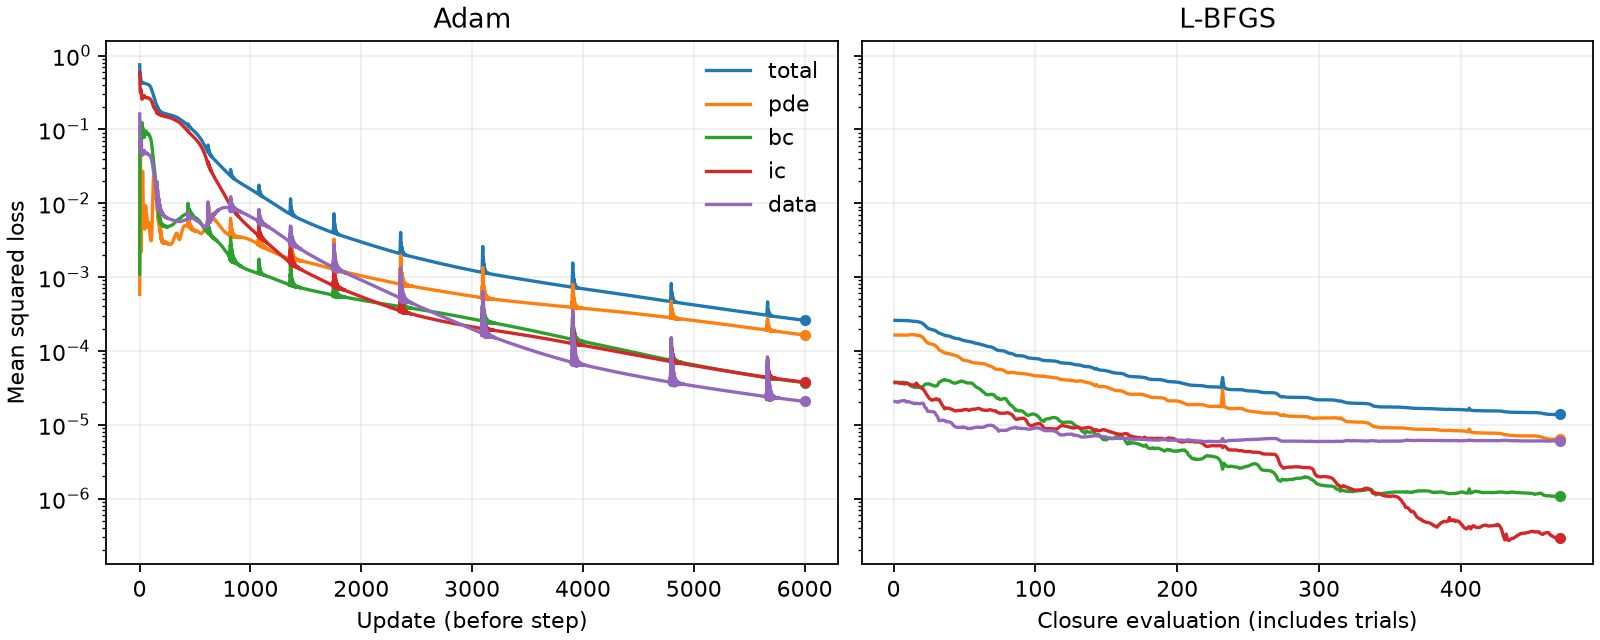 Adam
L-BFGS
Mean squared loss
10⁰
10⁻¹
10⁻²
10⁻³
10⁻⁴
10⁻⁵
10⁻⁶
total
pde
bc
ic
data
0 1000 2000 3000 4000 5000 6000
0 100 200 300 400
Update (before step)
Closure evaluation (includes trials)